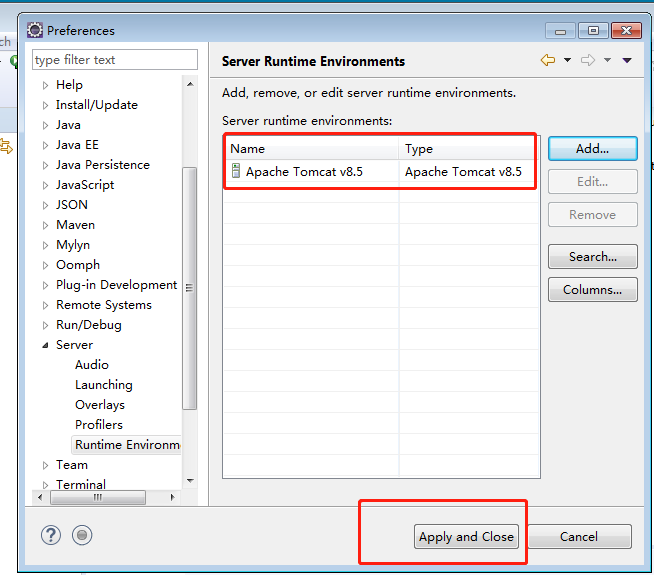 Preferences
ch
type filter text
Help
Install/Update
Java
Java EE
Java Persistence
JavaScript
JSON
Maven
Mylyn
Oomph
Plug-in Development
Remote Systems
Run/Debug
Server
Audio
Launching
Overlays
Profilers
Runtime Environm
Team
Terminal
Server Runtime Environments
Add, remove, or edit server runtime environments.
Server runtime environments:
Name Type
Apache Tomcat v8.5 Apache Tomcat v8.5
Add...
Edit...
Remove
Search...
Columns...
Apply and Close Cancel